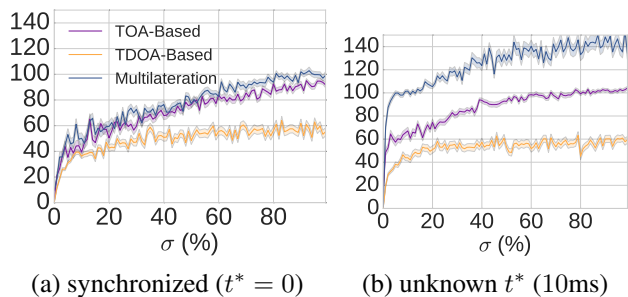 140
120
100
80
60
40
20
0
TOA-Based
TDOA-Based
Multilateration
0 20 40 60 80
σ (%)
(a) synchronized (t* = 0)
140
120
100
80
60
40
20
0
0 20 40 60 80
σ (%)
(b) unknown t* (10ms)